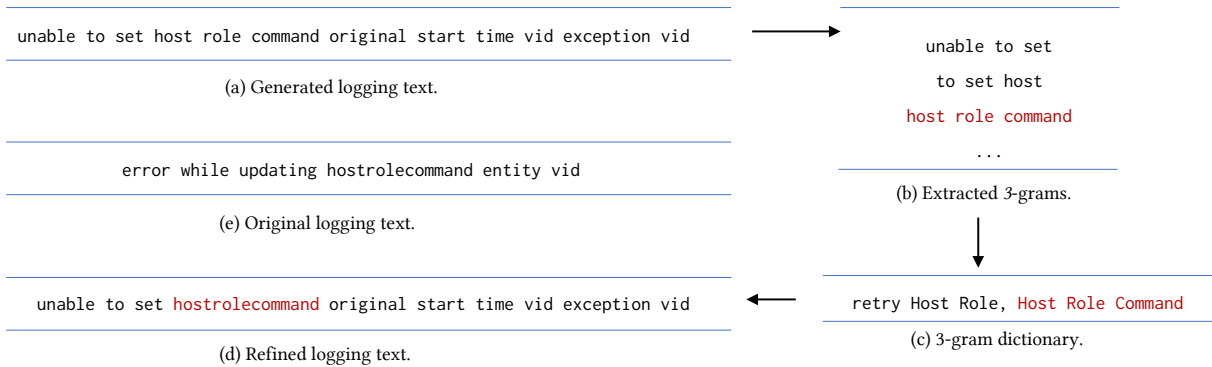 unable to set host role command original start time vid exception vid
(a) Generated logging text.
unable to set
to set host
host role command
...
(b) Extracted 3-grams.
error while updating hostrolecommand entity vid
(e) Original logging text.
retry Host Role, Host Role Command
(c) 3-gram dictionary.
unable to set hostrolecommand original start time vid exception vid
(d) Refined logging text.